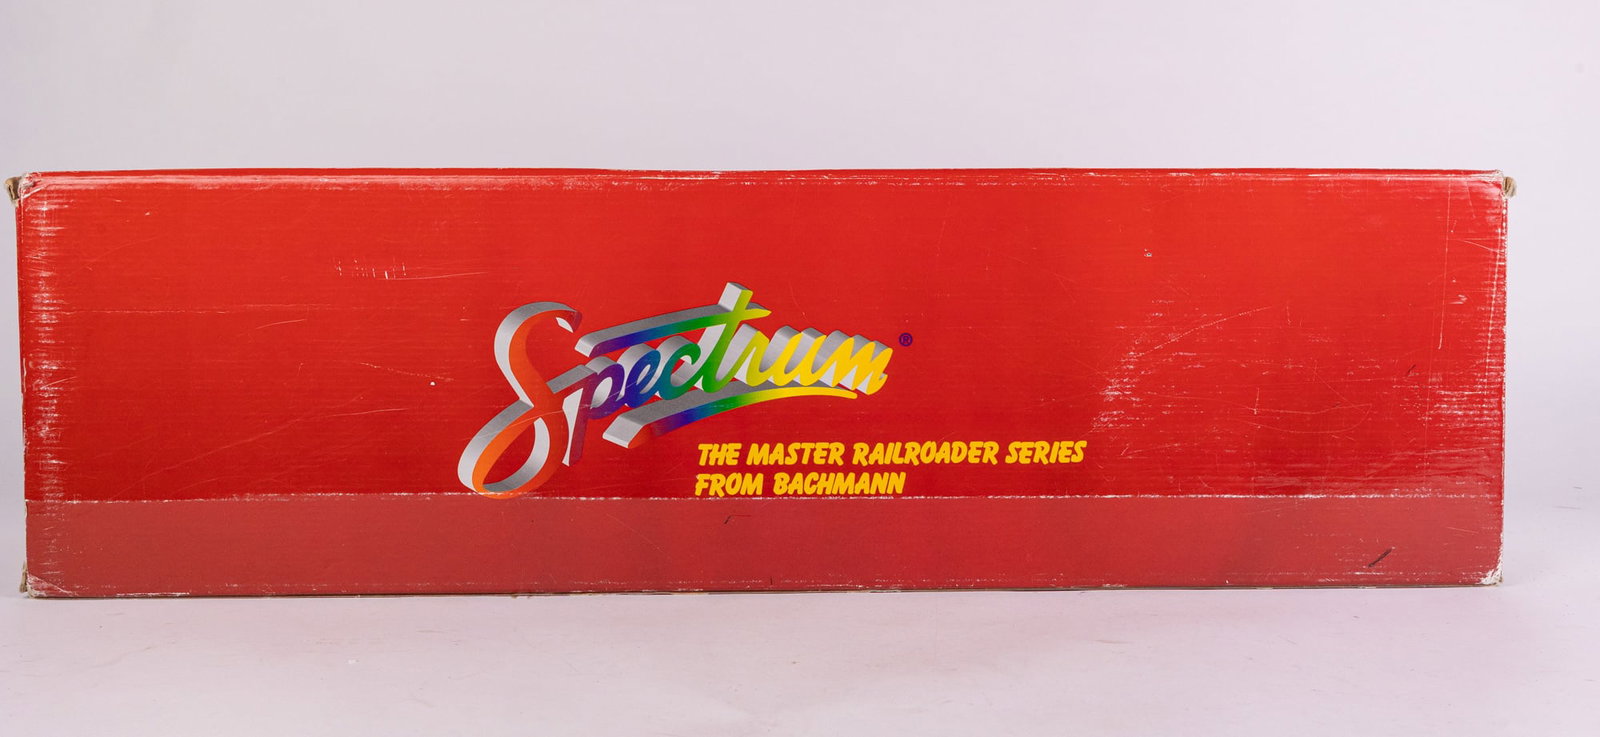 Spectrum®
THE MASTER RAILROADER SERIES
FROM BACHMANN